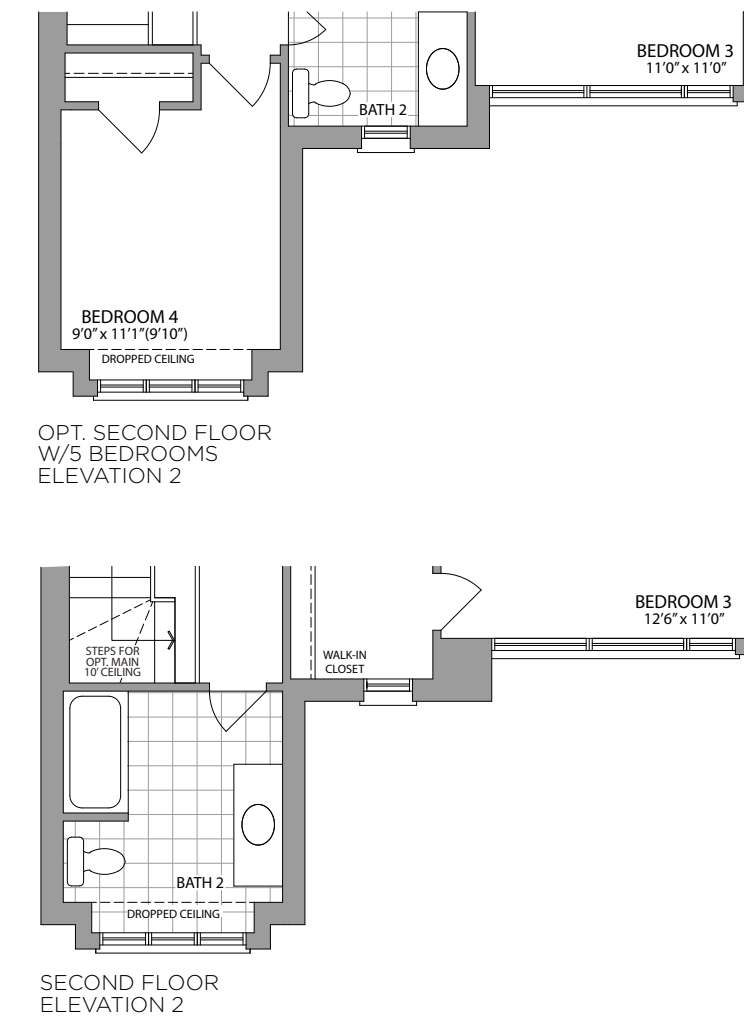 BEDROOM 3
11'0" x 11'0"
BATH 2
BEDROOM 4
9'0" x 11'1"(9'10")
DROPPED CEILING
OPT. SECOND FLOOR
W/5 BEDROOMS
ELEVATION 2
BEDROOM 3
12'6" x 11'0"
STEPS FOR
OPT. MAIN
10' CEILING
WALK-IN
CLOSET
BATH 2
DROPPED CEILING
SECOND FLOOR
ELEVATION 2